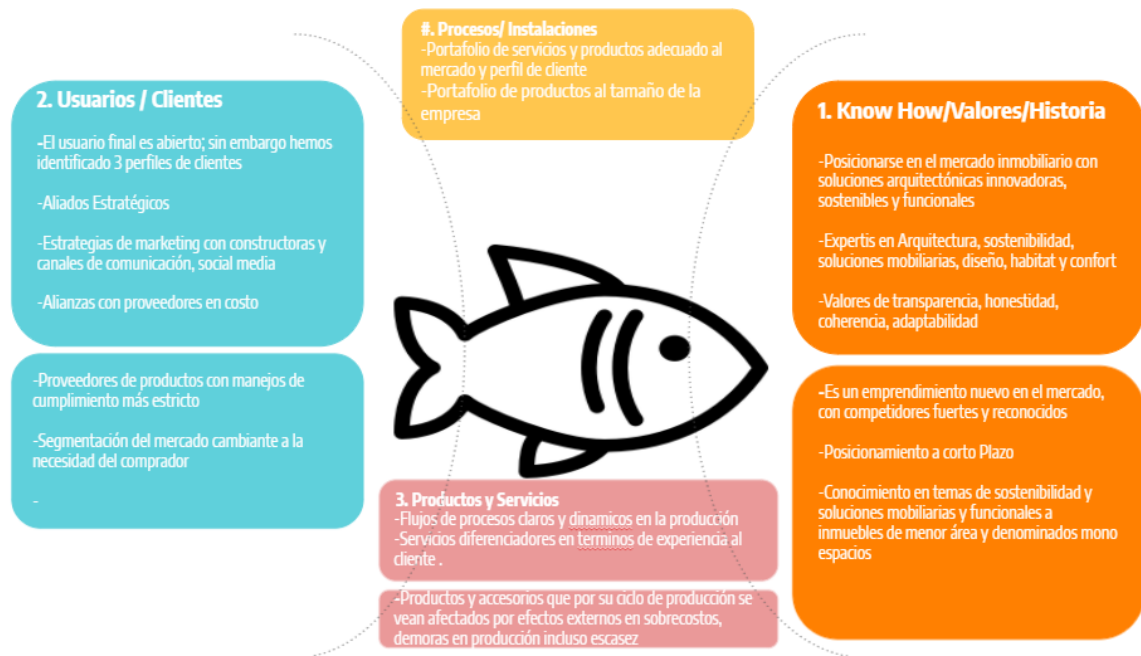 #. Procesos/ Instalaciones
-Portafolio de servicios y productos adecuado al
mercado y perfil de cliente
-Portafolio de productos al tamaño de la
empresa
2. Usuarios / Clientes
-El usuario final es abierto; sin embargo hemos
identificado 3 perfiles de clientes
-Aliados Estratégicos
-Estrategias de marketing con constructoras y
canales de comunicación, social media
-Alianzas con proveedores en costo
-Proveedores de productos con manejos de
cumplimiento más estricto
-Segmentación del mercado cambiante a la
necesidad del comprador
-
1. Know How/Valores/Historia
-Posicionarse en el mercado inmobiliario con
soluciones arquitectónicas innovadoras,
sostenibles y funcionales
-Expertis en Arquitectura, sostenibilidad,
soluciones mobiliarias, diseño, habitat y confort
-Valores de transparencia, honestidad,
coherencia, adaptabilidad
-Es un emprendimiento nuevo en el mercado,
con competidores fuertes y reconocidos
-Posicionamiento a corto Plazo
-Conocimiento en temas de sostenibilidad y
soluciones mobiliarias y funcionales a
inmuebles de menor área y denominados mono
espacios
3. Productos y Servicios
-Flujos de procesos claros y dinamicos en la producción
-Servicios diferenciadores en terminos de experiencia al
cliente .
-Productos y accesorios que por su ciclo de producción se
vean afectados por efectos externos en sobrecostos,
demoras en producción incluso escasez